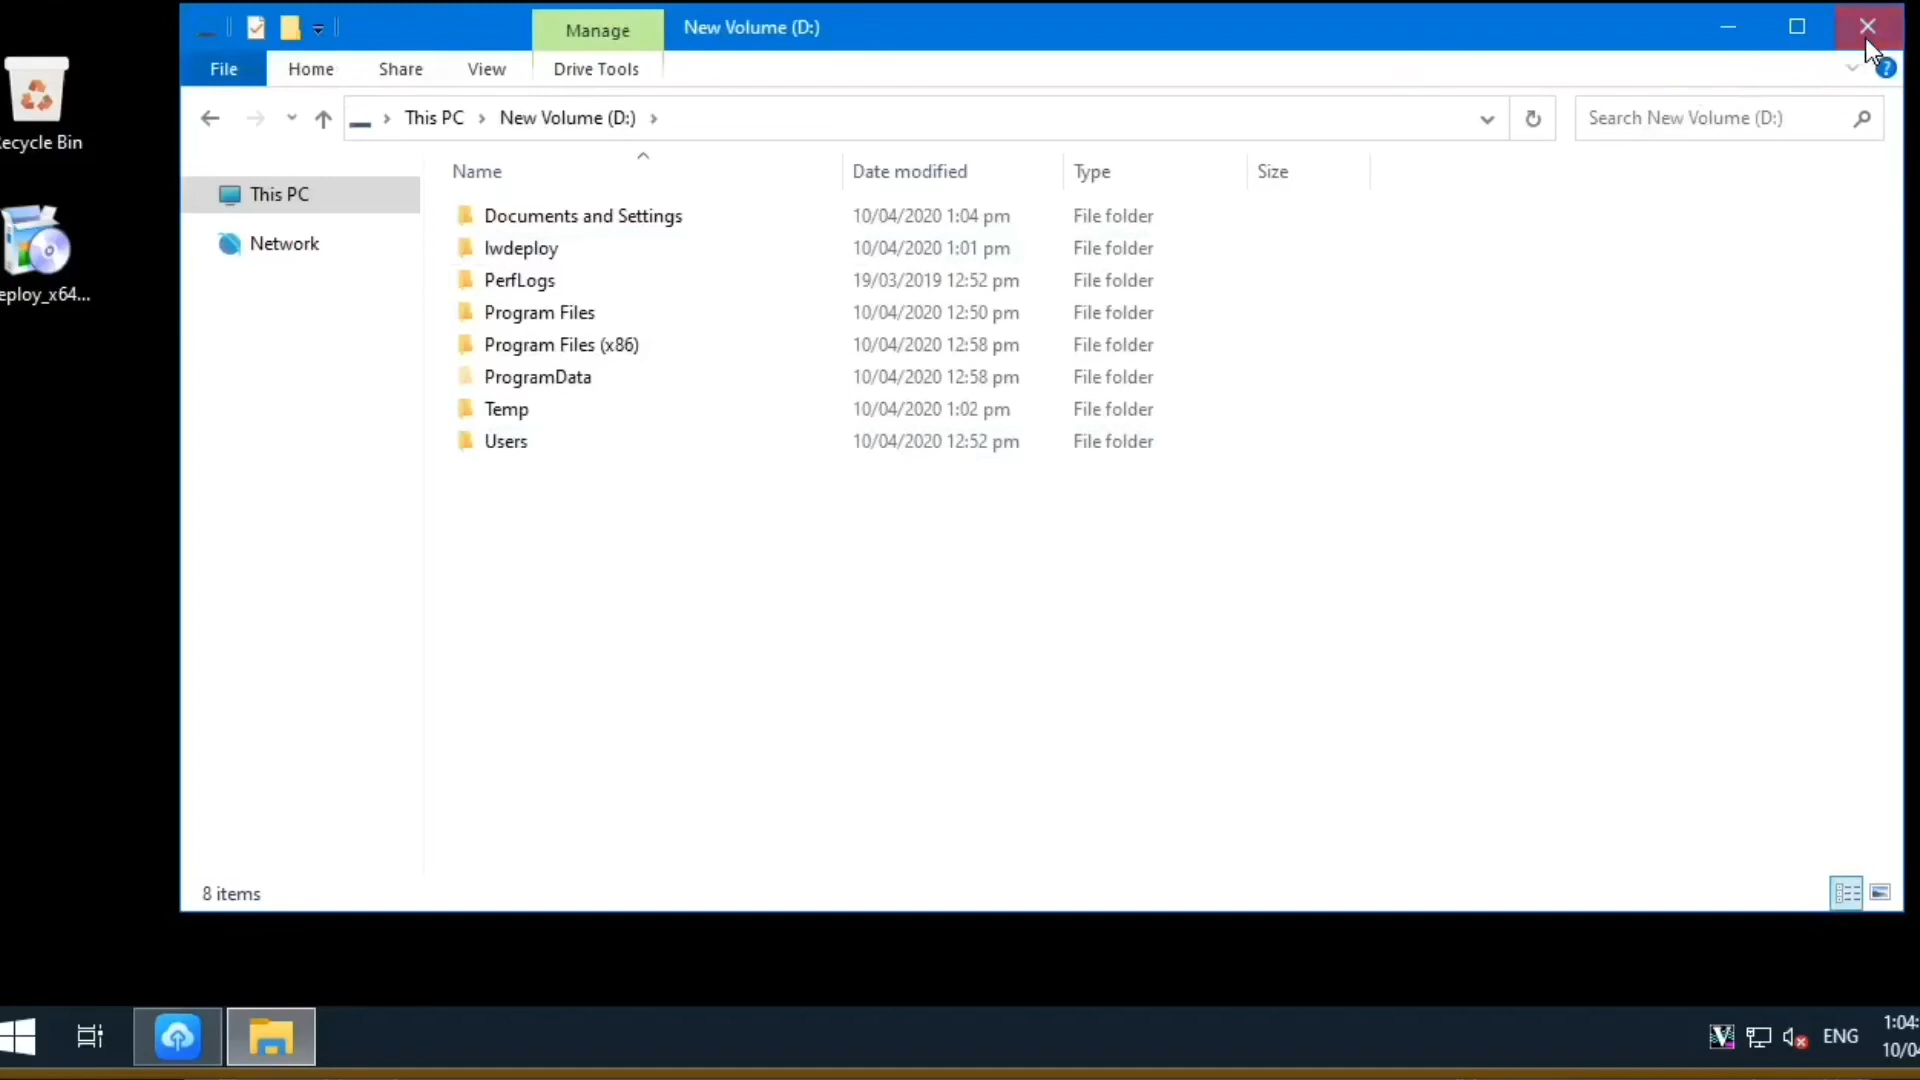 Manage
New Volume (D:)
File
Home
Share
View
Drive Tools
This PC
New Volume (D:)
Search New Volume (D:)
Name
Date modified
Type
Size
This PC
Network
Documents and Settings 10/04/2020 1:04 pm File folder
lwdeploy 10/04/2020 1:01 pm File folder
PerfLogs 19/03/2019 12:52 pm File folder
Program Files 10/04/2020 12:50 pm File folder
Program Files (x86) 10/04/2020 12:58 pm File folder
ProgramData 10/04/2020 12:58 pm File folder
Temp 10/04/2020 1:02 pm File folder
Users 10/04/2020 12:52 pm File folder
8 items
ecycle Bin
eploy_x64...
ENG
1:04:
10/04